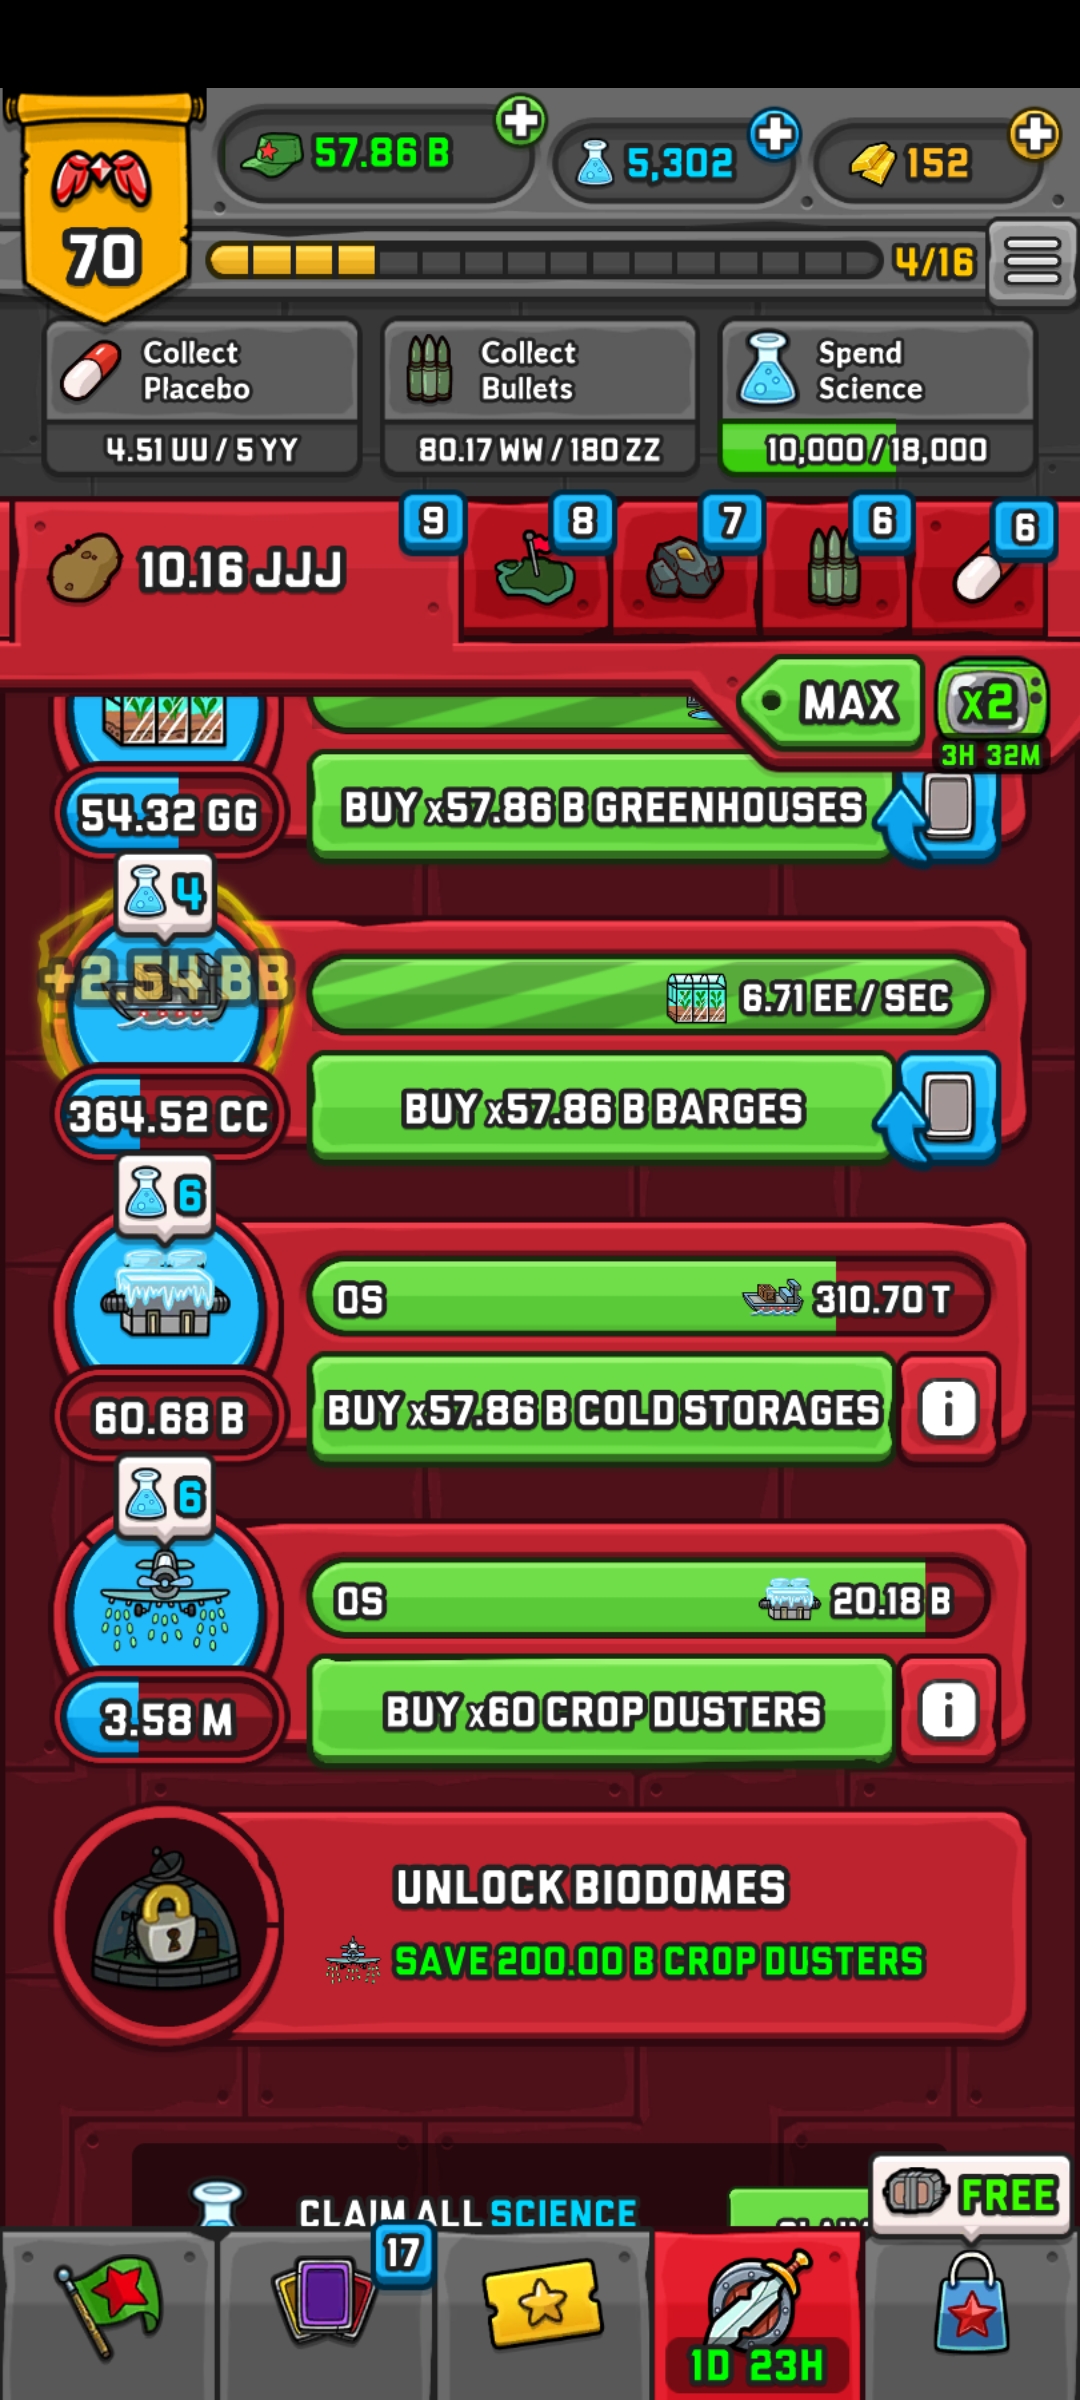 57.86 B
5,302
152
70
4/16
Collect
Placebo
4.51 UU / 5 YY
Collect
Bullets
80.17 WW / 180 ZZ
Spend
Science
10,000 / 18,000
10.16 JJJ
9
8
7
6
6
MAX
x2
3H 32M
54.32 GG
BUY x57.86 B GREENHOUSES
4
+2.54 BB
6.71 EE / SEC
364.52 CC
BUY x57.86 B BARGES
6
0S
310.70 T
60.68 B
BUY x57.86 B COLD STORAGES
i
6
0S
20.18 B
3.58 M
BUY x60 CROP DUSTERS
i
UNLOCK BIODOMES
SAVE 200.00 B CROP DUSTERS
CLAIM ALL SCIENCE
FREE
17
1D 23H